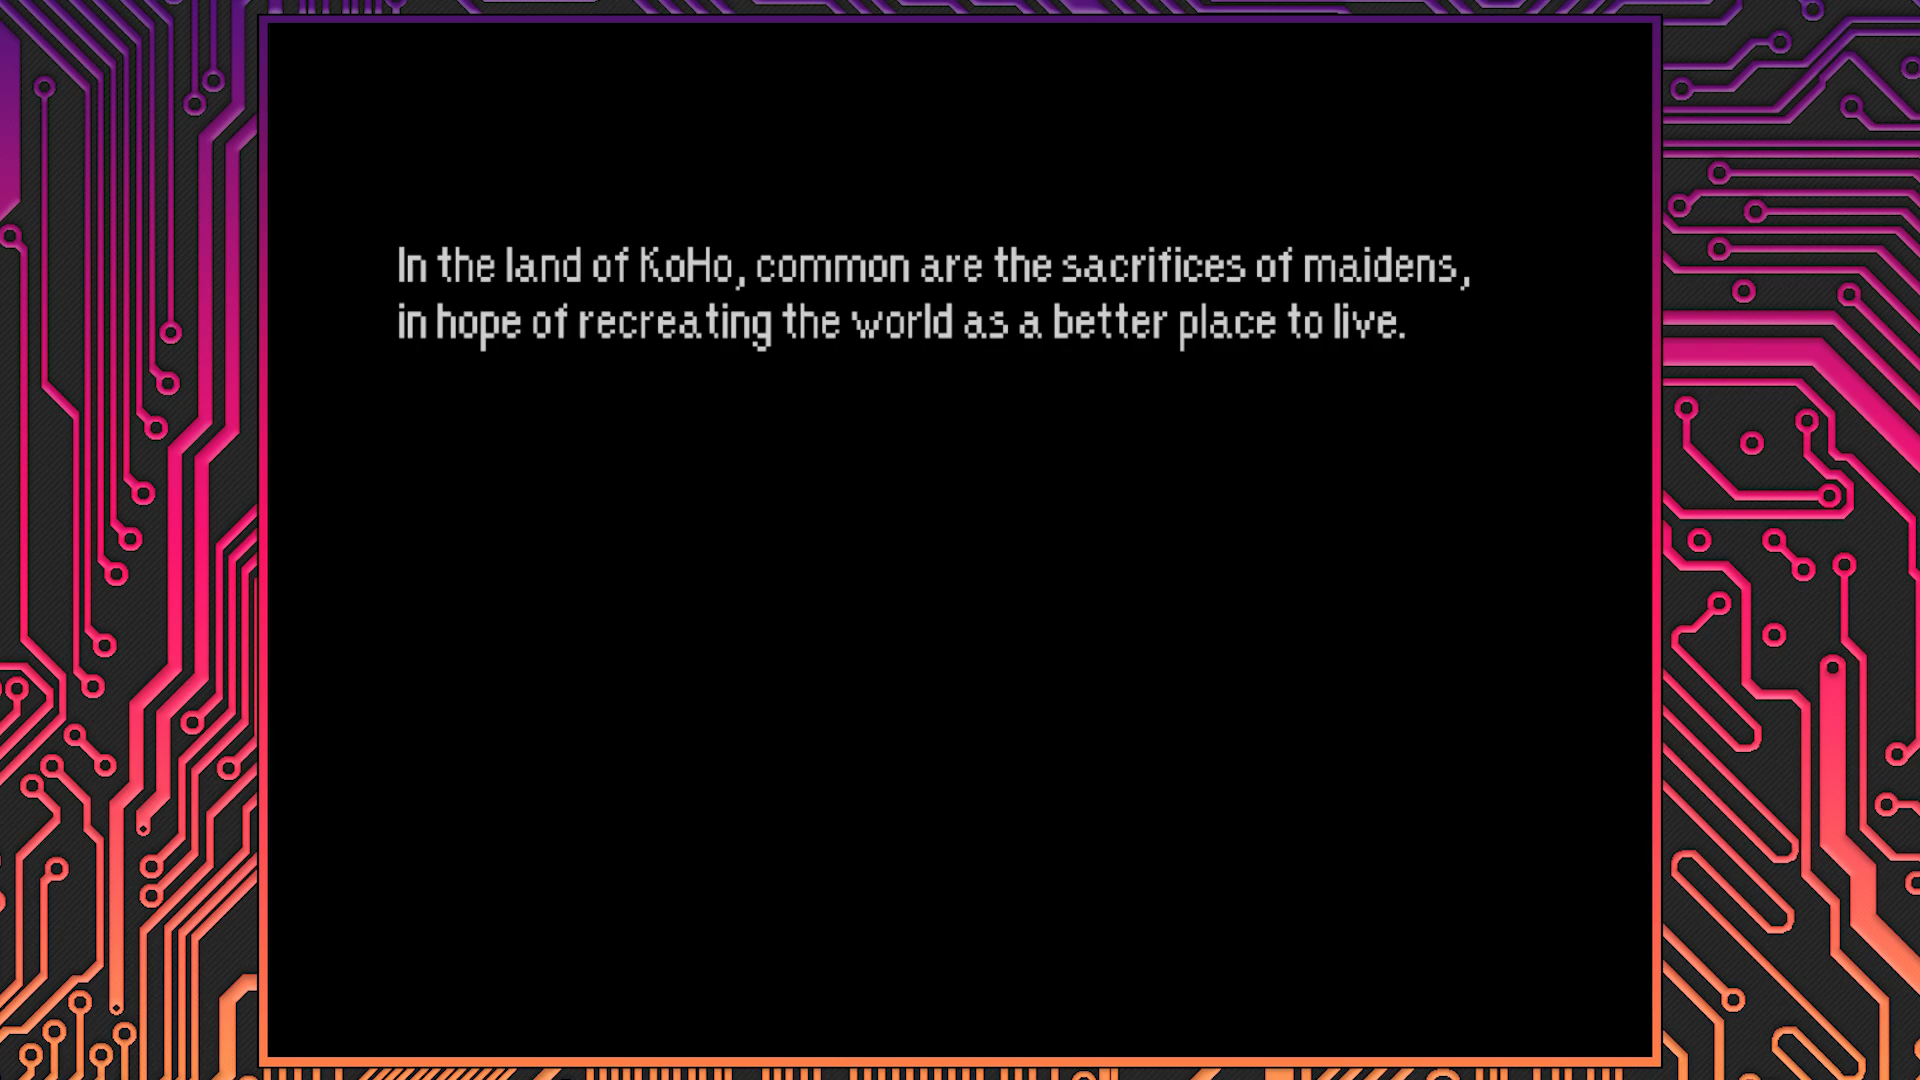 In the land of KoHo, common are the sacrifices of maidens,
in hope of recreating the world as a better place to live.